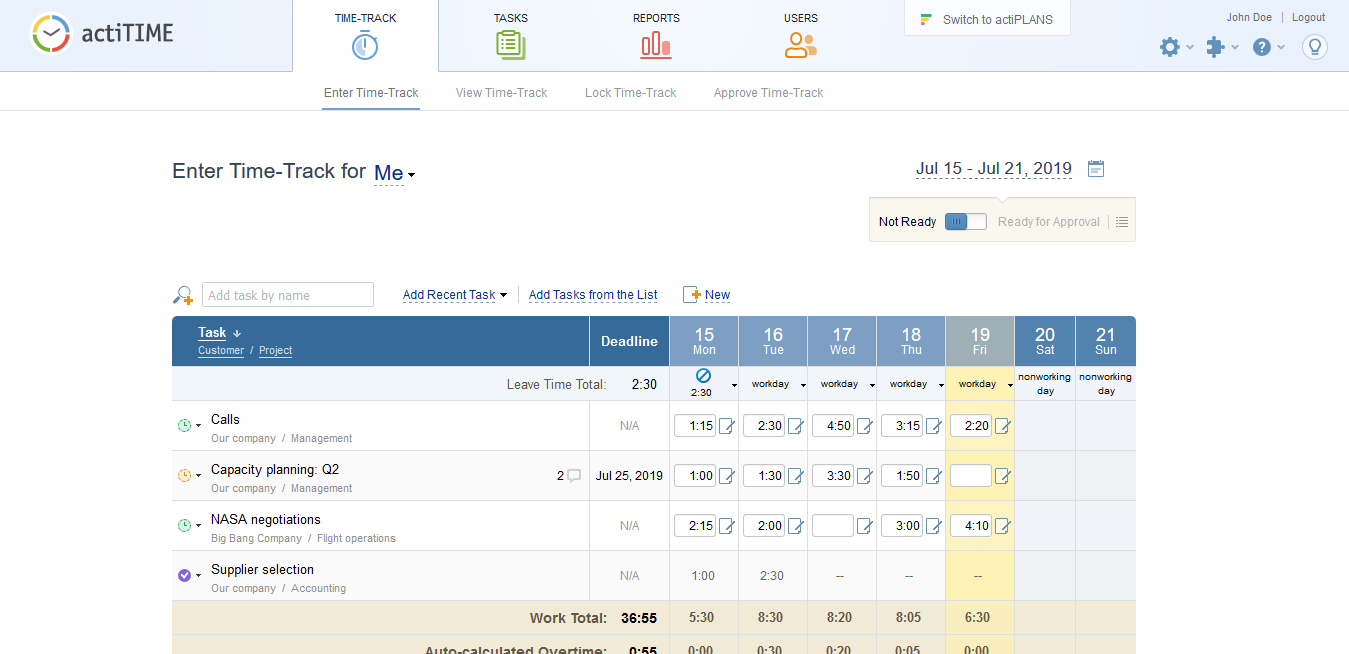 actiTIME
TIME-TRACK
TASKS
REPORTS
USERS
Switch to actiPLANS
John Doe | Logout
Enter Time-Track
View Time-Track
Lock Time-Track
Approve Time-Track
Enter Time-Track for Me
Jul 15 - Jul 21, 2019
Not Ready Ready for Approval
Add task by name
Add Recent Task
Add Tasks from the List
New
Task Deadline 15 16 17 18 19 20 21
Customer / Project Mon Tue Wed Thu Fri Sat Sun
Leave Time Total: 2:30 2:30 workday workday workday workday nonworking day nonworking day
Calls N/A 1:15 2:30 4:50 3:15 2:20
Our company / Management
Capacity planning: Q2 2 Jul 25, 2019 1:00 1:30 3:30 1:50
Our company / Management
NASA negotiations N/A 2:15 2:00 3:00 4:10
Big Bang Company / Flight operations
Supplier selection N/A 1:00 2:30 -- -- --
Our company / Accounting
Work Total: 36:55 5:30 8:30 8:20 8:05 6:30
Auto-calculated Overtime: 0:55 0:00 0:30 0:20 0:05 0:00